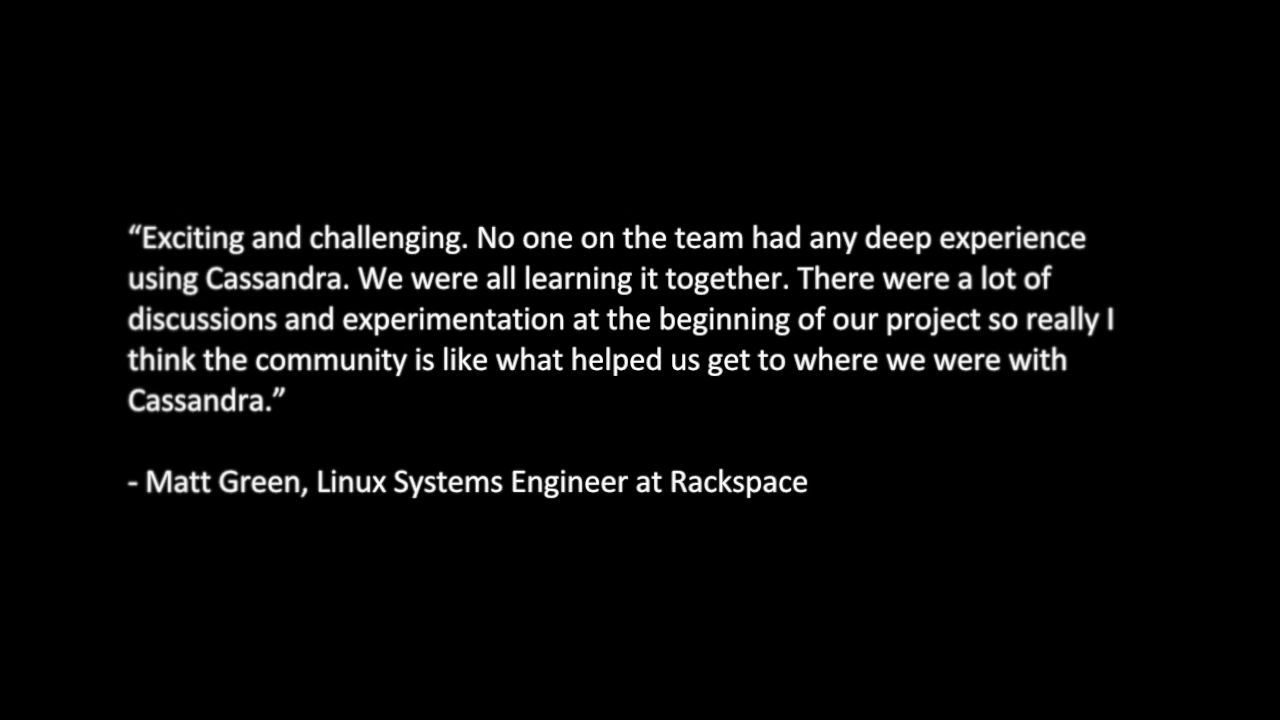 “Exciting and challenging. No one on the team had any deep experience
using Cassandra. We were all learning it together. There were a lot of
discussions and experimentation at the beginning of our project so really I
think the community is like what helped us get to where we were with
Cassandra.”
- Matt Green, Linux Systems Engineer at Rackspace